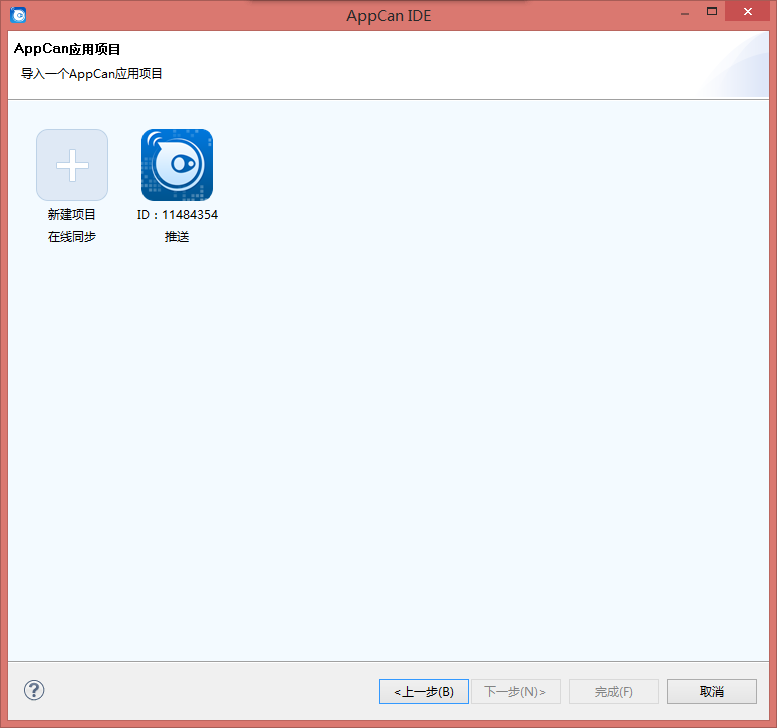 AppCan IDE
AppCan应用项目
导入一个AppCan应用项目
新建项目
在线同步
ID：11484354
推送
?
<上一步(B)
下一步(N)>
完成(F)
取消